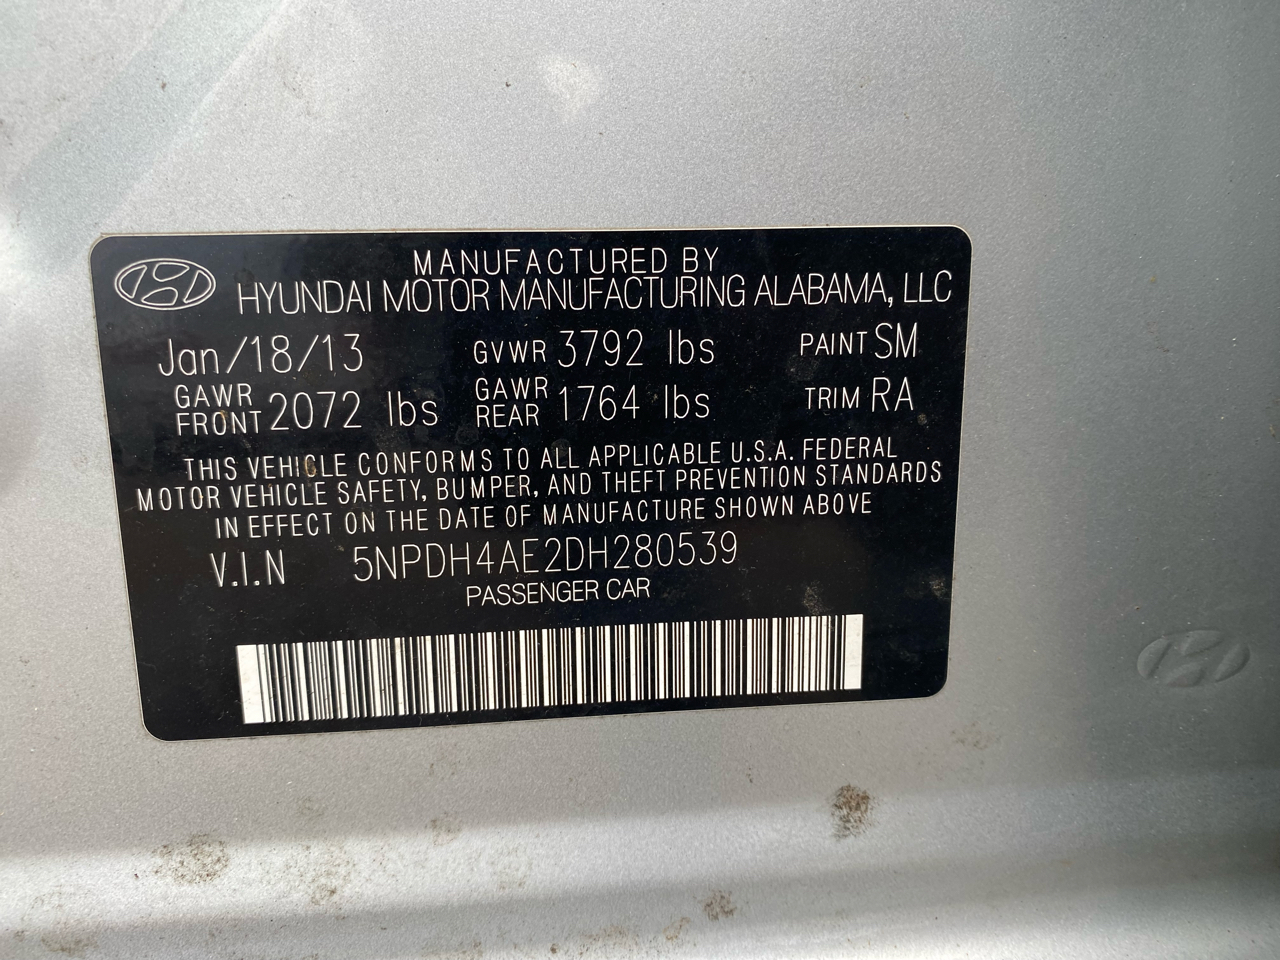 MANUFACTURED BY
HYUNDAI MOTOR MANUFACTURING ALABAMA, LLC
Jan/18/13 GVWR 3792 lbs PAINT SM
GAWR FRONT 2072 lbs GAWR REAR 1764 lbs TRIM RA
THIS VEHICLE CONFORMS TO ALL APPLICABLE U.S.A. FEDERAL
MOTOR VEHICLE SAFETY, BUMPER, AND THEFT PREVENTION STANDARDS
IN EFFECT ON THE DATE OF MANUFACTURE SHOWN ABOVE
V.I.N 5NPDH4AE2DH280539
PASSENGER CAR